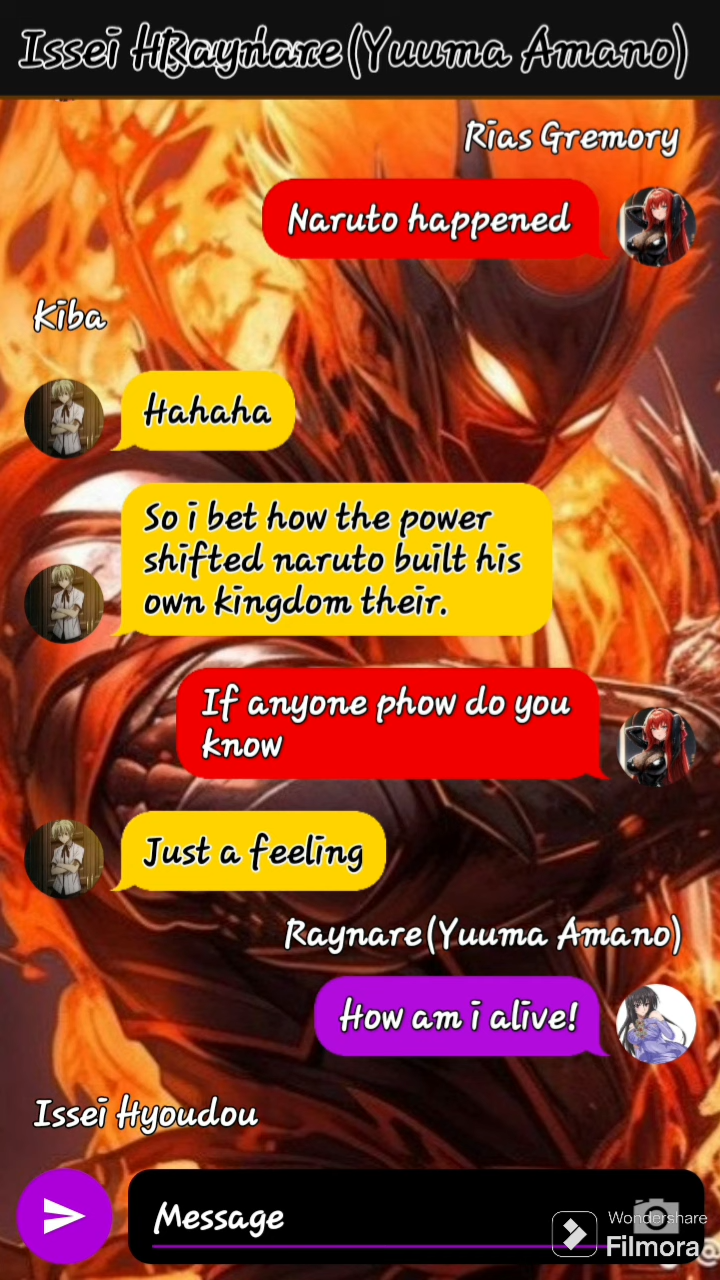 Issei H Raynare(Yuuma Amano)
Rias Gremory
Naruto happened
Kiba
Hahaha
So i bet how the power
shifted naruto built his
own kingdom their.
If anyone phow do you
know
Just a feeling
Raynare(Yuuma Amano)
How am i alive!
Issei Hyoudou
Message
Wondershare
Filmora
@